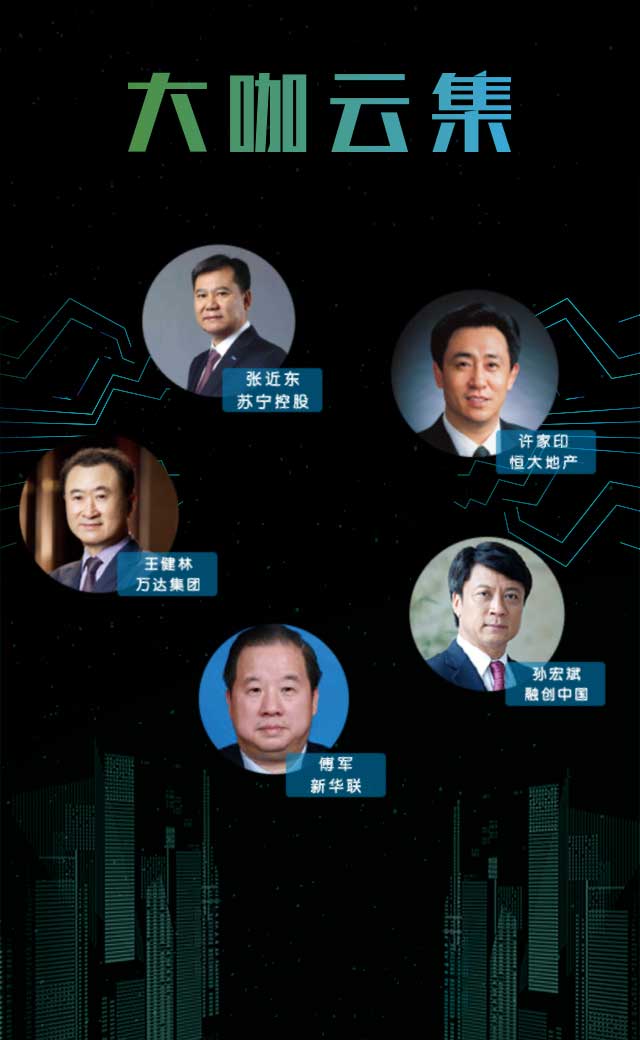 大咖云集
张近东
苏宁控股
许家印
恒大地产
王健林
万达集团
孙宏斌
融创中国
傅军
新华联